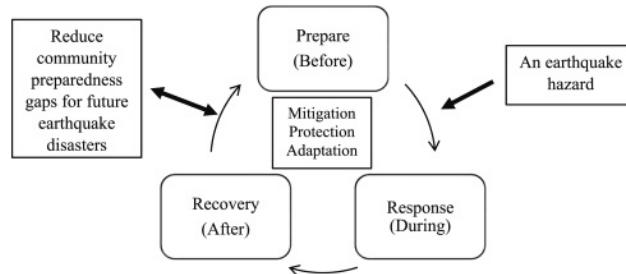 Reduce
community
preparedness
gaps for future
earthquake
disasters
Prepare
(Before)
An earthquake
hazard
Mitigation
Protection
Adaptation
Recovery
(After)
Response
(During)